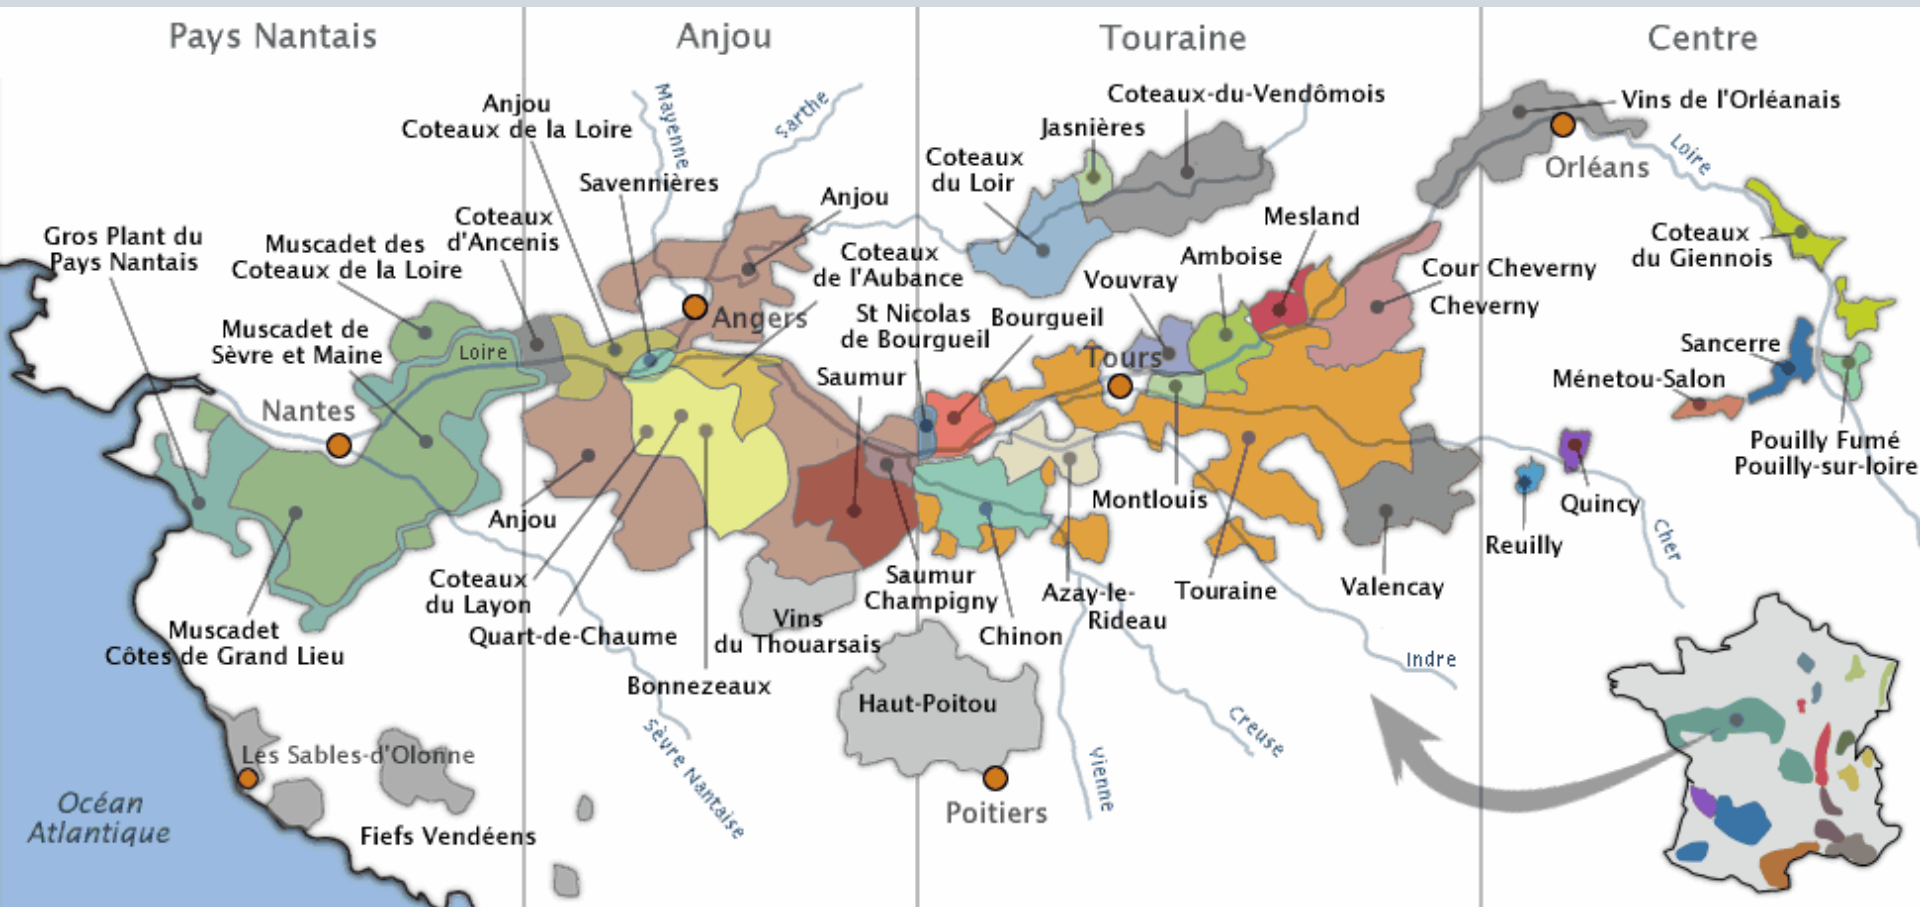 Pays Nantais
Anjou
Touraine
Centre
Anjou
Coteaux de la Loire
Mayenne
Sarthe
Coteaux-du-Vendômois
Jasnières
Vins de l'Orléanais
Orléans
Loire
Savennières
Coteaux
du Loir
Anjou
Mesland
Coteaux
d'Ancenis
Gros Plant du
Pays Nantais
Muscadet des
Coteaux de la Loire
Coteaux
de l'Aubance
Amboise
Vouvray
Cour Cheverny
Cheverny
Coteaux
du Giennois
Angers
St Nicolas
de Bourgueil
Bourgueil
Muscadet de
Sèvre et Maine
Loire
Tours
Sancerre
Saumur
Ménetou-Salon
Nantes
Pouilly Fumé
Pouilly-sur-loire
Montlouis
Quincy
Anjou
Reuilly
Cher
Coteaux
du Layon
Saumur
Champigny
Azay-le-
Rideau
Touraine
Valencay
Vins
du Thouarsais
Quart-de-Chaume
Chinon
Muscadet
Côtes de Grand Lieu
Indre
Bonnezeaux
Haut-Poitou
Creuse
Sèvre Nantaise
Vienne
Les Sables-d'Olonne
Poitiers
Océan
Atlantique
Fiefs Vendéens